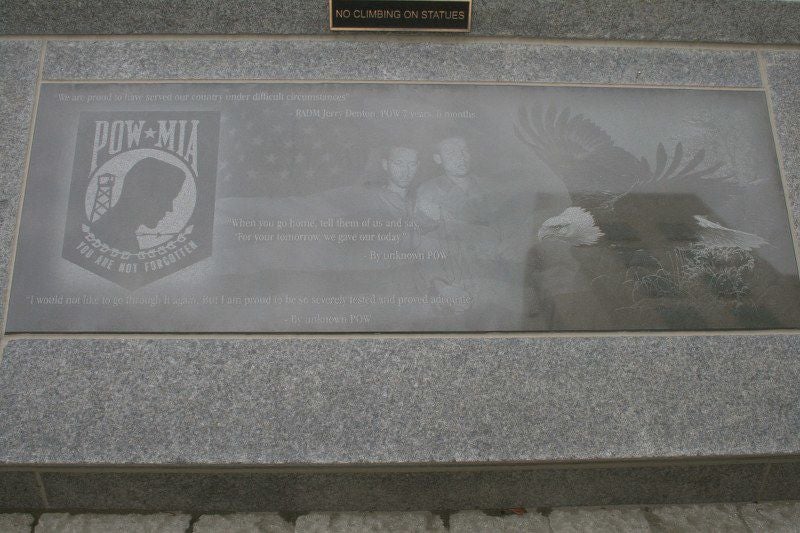 NO CLIMBING ON STATUES
"We are proud to have served our country under difficult circumstances"
- RADM Jerry Denton, POW 7 years, 6 months
POW★MIA
YOU ARE NOT FORGOTTEN
"When you go home, tell them of us and say,
"For your tomorrow, we gave our today."
- By unknown POW
"I would not like to go through it again, But I am proud to be so severely tested and proved adequate."
- By unknown POW